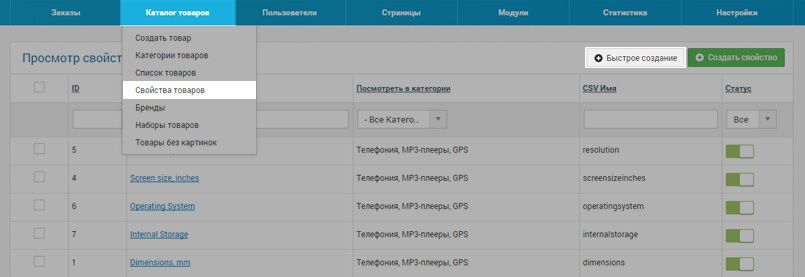 Заказы Каталог товаров Пользователи Страницы Модули Статистика Настройки
Создать товар
Категории товаров
Список товаров
Свойства товаров
Бренды
Наборы товаров
Товары без картинок
Просмотр свойст
Быстрое создание Создать свойство
ID Посмотреть в категории CSV Имя Статус
- Все Катего... Все
5 Телефония, MP3-плееры, GPS resolution
4 Screen size, inches Телефония, MP3-плееры, GPS screensizeinches
6 Operating System Телефония, MP3-плееры, GPS operatingsystem
7 Internal Storage Телефония, MP3-плееры, GPS internalstorage
1 Dimensions, mm Телефония, MP3-плееры, GPS dimensions